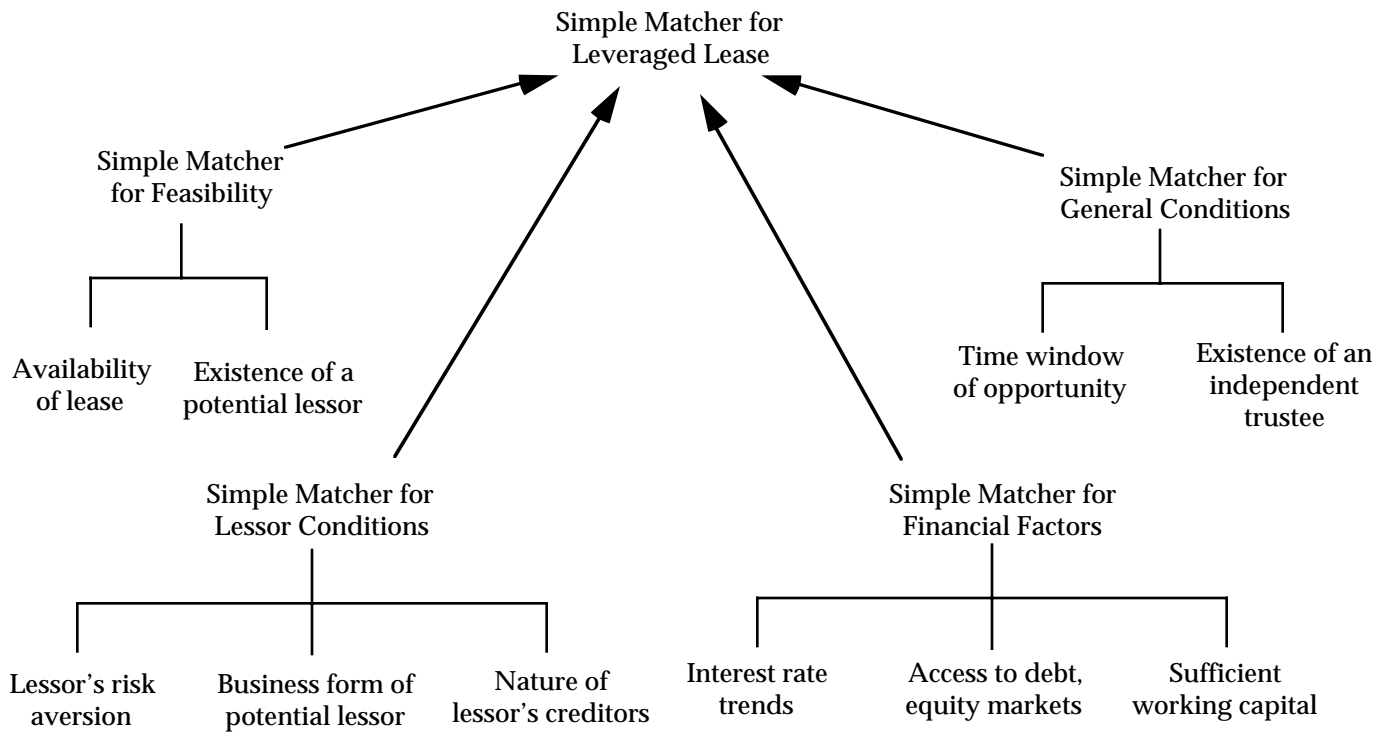 Simple Matcher for
Leveraged Lease
Simple Matcher
for Feasibility
Simple Matcher for
General Conditions
Availability
of lease
Existence of a
potential lessor
Time window
of opportunity
Existence of an
independent
trustee
Simple Matcher for
Lessor Conditions
Simple Matcher for
Financial Factors
Lessor’s risk
aversion
Business form of
potential lessor
Nature of
lessor’s creditors
Interest rate
trends
Access to debt,
equity markets
Sufficient
working capital